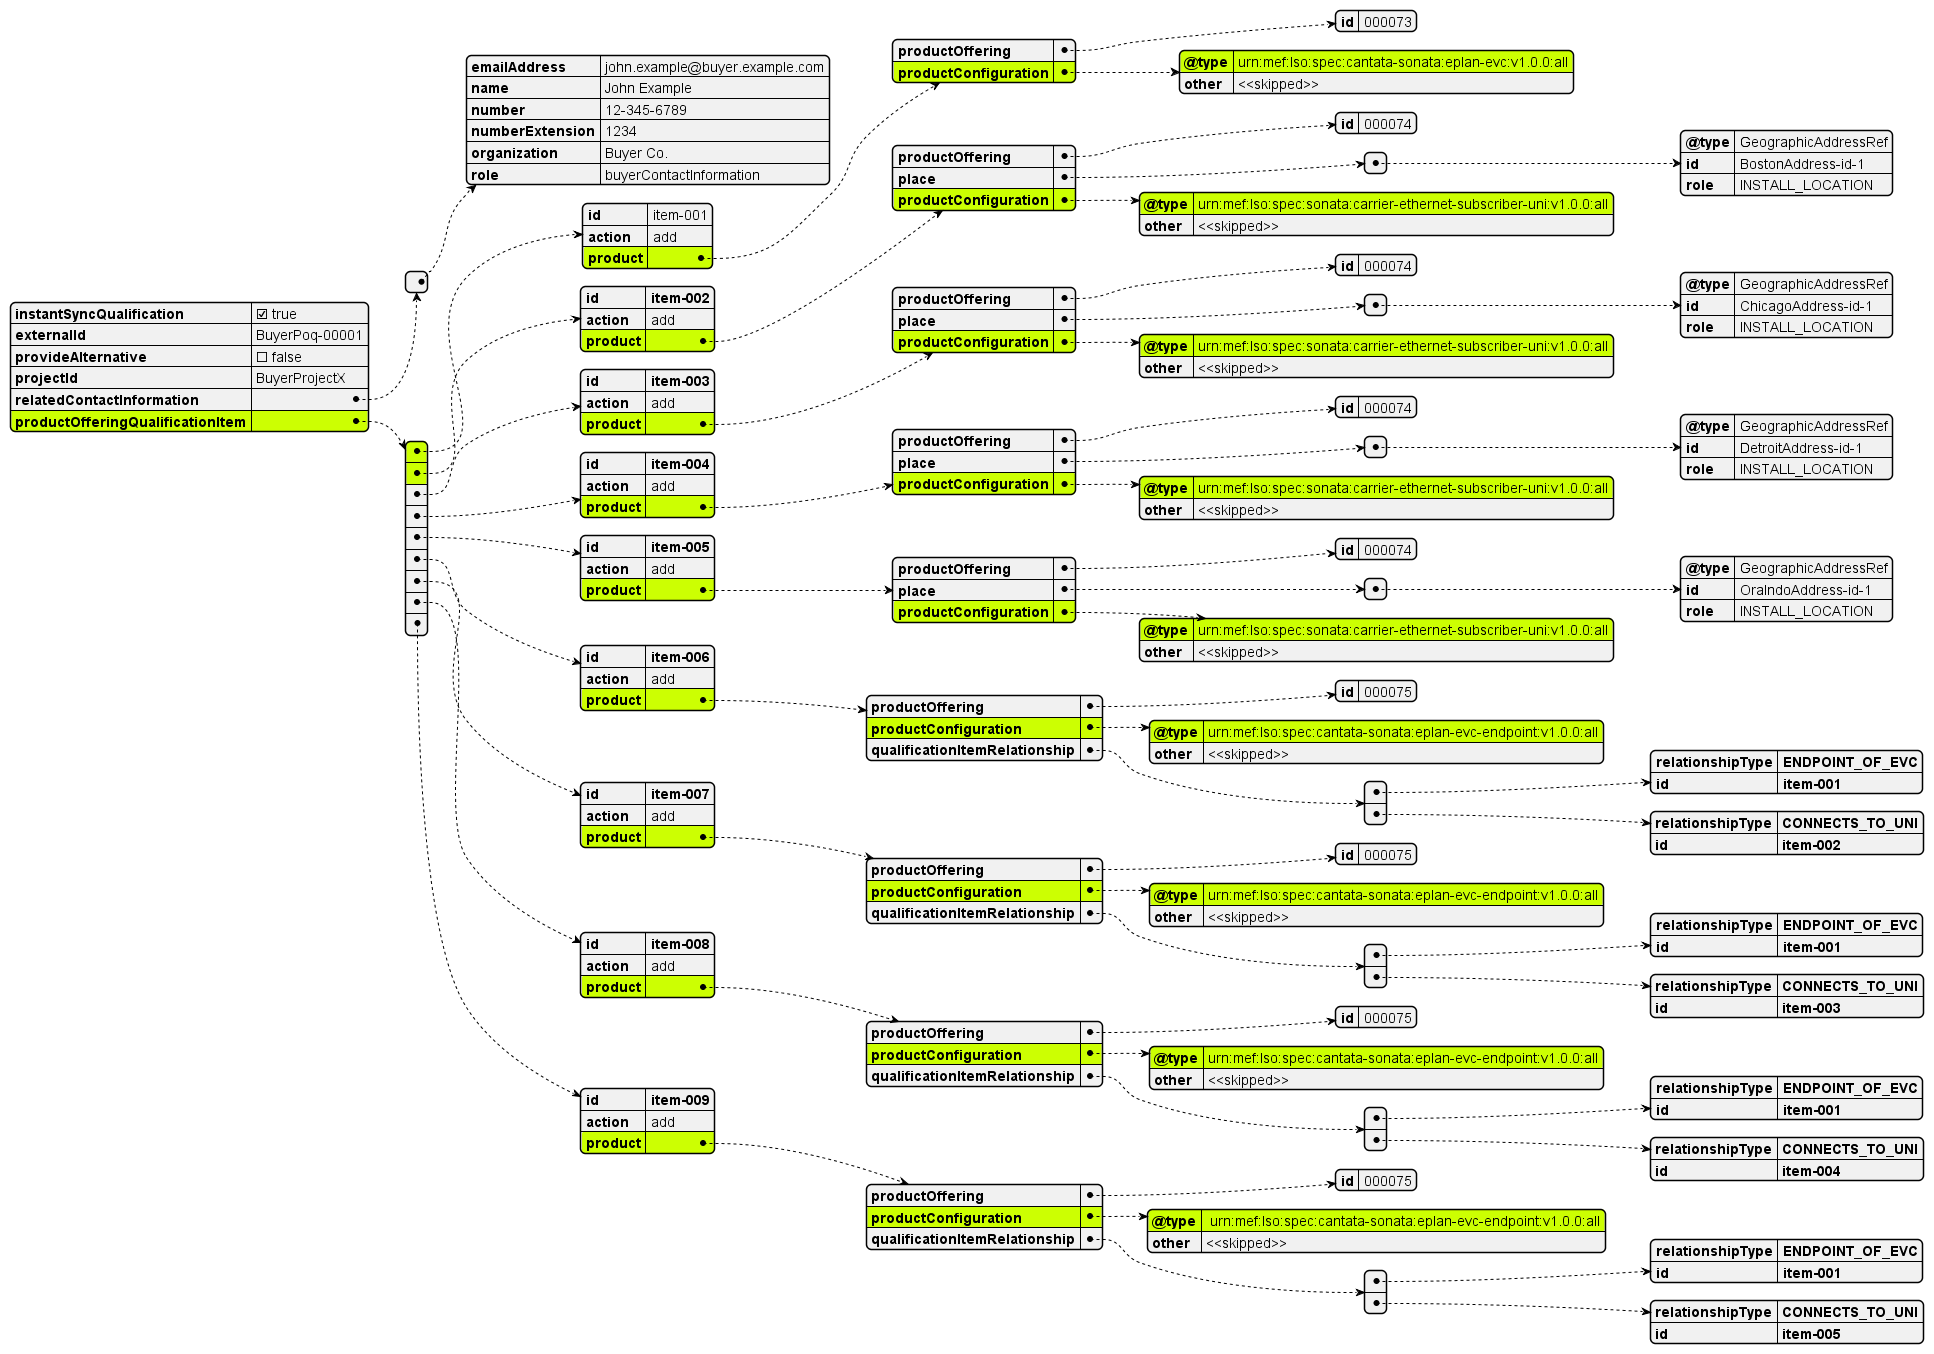 instantSyncQualification ☑ true
externalId BuyerPoq-00001
provideAlternative ☐ false
projectId BuyerProjectX
relatedContactInformation
productOfferingQualificationItem
emailAddress john.example@buyer.example.com
name John Example
number 12-345-6789
numberExtension 1234
organization Buyer Co.
role buyerContactInformation
id item-001
action add
product
productOffering
productConfiguration
id 000073
@type urn:mef:lso:spec:cantata-sonata:eplan-evc:v1.0.0:all
other <<skipped>>
id item-002
action add
product
productOffering
place
productConfiguration
id 000074
@type GeographicAddressRef
id BostonAddress-id-1
role INSTALL_LOCATION
@type urn:mef:lso:spec:sonata:carrier-ethernet-subscriber-uni:v1.0.0:all
other <<skipped>>
id item-003
action add
product
productOffering
place
productConfiguration
id 000074
@type GeographicAddressRef
id ChicagoAddress-id-1
role INSTALL_LOCATION
@type urn:mef:lso:spec:sonata:carrier-ethernet-subscriber-uni:v1.0.0:all
other <<skipped>>
id item-004
action add
product
productOffering
place
productConfiguration
id 000074
@type GeographicAddressRef
id DetroitAddress-id-1
role INSTALL_LOCATION
@type urn:mef:lso:spec:sonata:carrier-ethernet-subscriber-uni:v1.0.0:all
other <<skipped>>
id item-005
action add
product
productOffering
place
productConfiguration
id 000074
@type GeographicAddressRef
id OralndoAddress-id-1
role INSTALL_LOCATION
@type urn:mef:lso:spec:sonata:carrier-ethernet-subscriber-uni:v1.0.0:all
other <<skipped>>
id item-006
action add
product
productOffering
productConfiguration
qualificationItemRelationship
id 000075
@type urn:mef:lso:spec:cantata-sonata:eplan-evc-endpoint:v1.0.0:all
other <<skipped>>
relationshipType ENDPOINT_OF_EVC
id item-001
relationshipType CONNECTS_TO_UNI
id item-002
id item-007
action add
product
productOffering
productConfiguration
qualificationItemRelationship
id 000075
@type urn:mef:lso:spec:cantata-sonata:eplan-evc-endpoint:v1.0.0:all
other <<skipped>>
relationshipType ENDPOINT_OF_EVC
id item-001
relationshipType CONNECTS_TO_UNI
id item-003
id item-008
action add
product
productOffering
productConfiguration
qualificationItemRelationship
id 000075
@type urn:mef:lso:spec:cantata-sonata:eplan-evc-endpoint:v1.0.0:all
other <<skipped>>
relationshipType ENDPOINT_OF_EVC
id item-001
relationshipType CONNECTS_TO_UNI
id item-004
id item-009
action add
product
productOffering
productConfiguration
qualificationItemRelationship
id 000075
@type urn:mef:lso:spec:cantata-sonata:eplan-evc-endpoint:v1.0.0:all
other <<skipped>>
relationshipType ENDPOINT_OF_EVC
id item-001
relationshipType CONNECTS_TO_UNI
id item-005